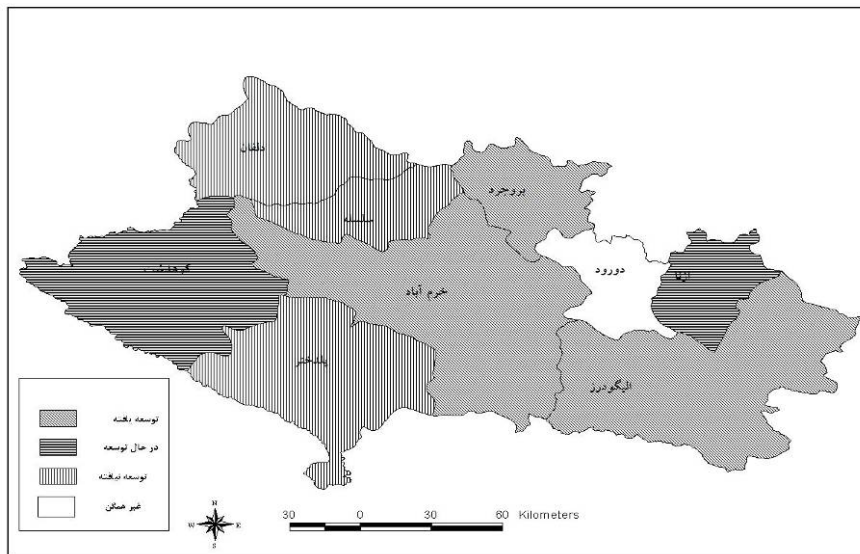 دلفان
سلسله
بروجرد
کوهدشت
خرم آباد
دورود
ازنا
پلدختر
الیگودرز
توسعه یافته
در حال توسعه
توسعه نیافته
غیر همگن
N
W E
S
30 0 30 60 Kilometers